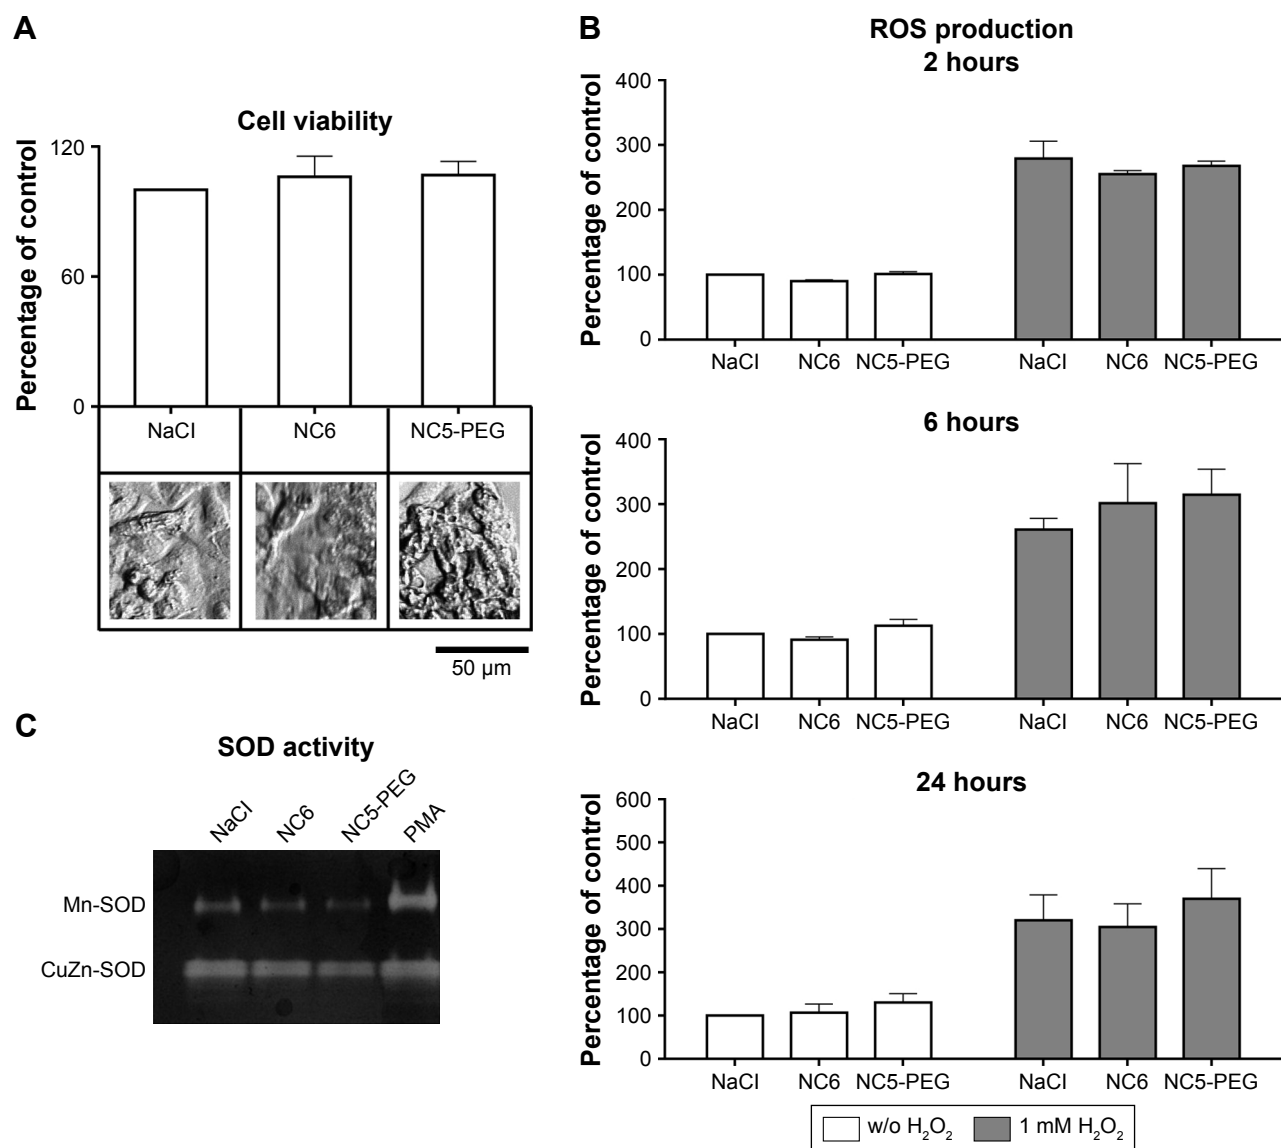 A
Cell viability
Percentage of control
120
60
0
NaCl NC6 NC5-PEG
50 µm
B
ROS production
2 hours
Percentage of control
400
300
200
100
0
NaCl NC6 NC5-PEG NaCl NC6 NC5-PEG
6 hours
Percentage of control
400
300
200
100
0
NaCl NC6 NC5-PEG NaCl NC6 NC5-PEG
24 hours
Percentage of control
600
500
400
300
200
100
0
NaCl NC6 NC5-PEG NaCl NC6 NC5-PEG
w/o H₂O₂ 1 mM H₂O₂
C
SOD activity
NaCl NC6 NC5-PEG PMA
Mn-SOD
CuZn-SOD